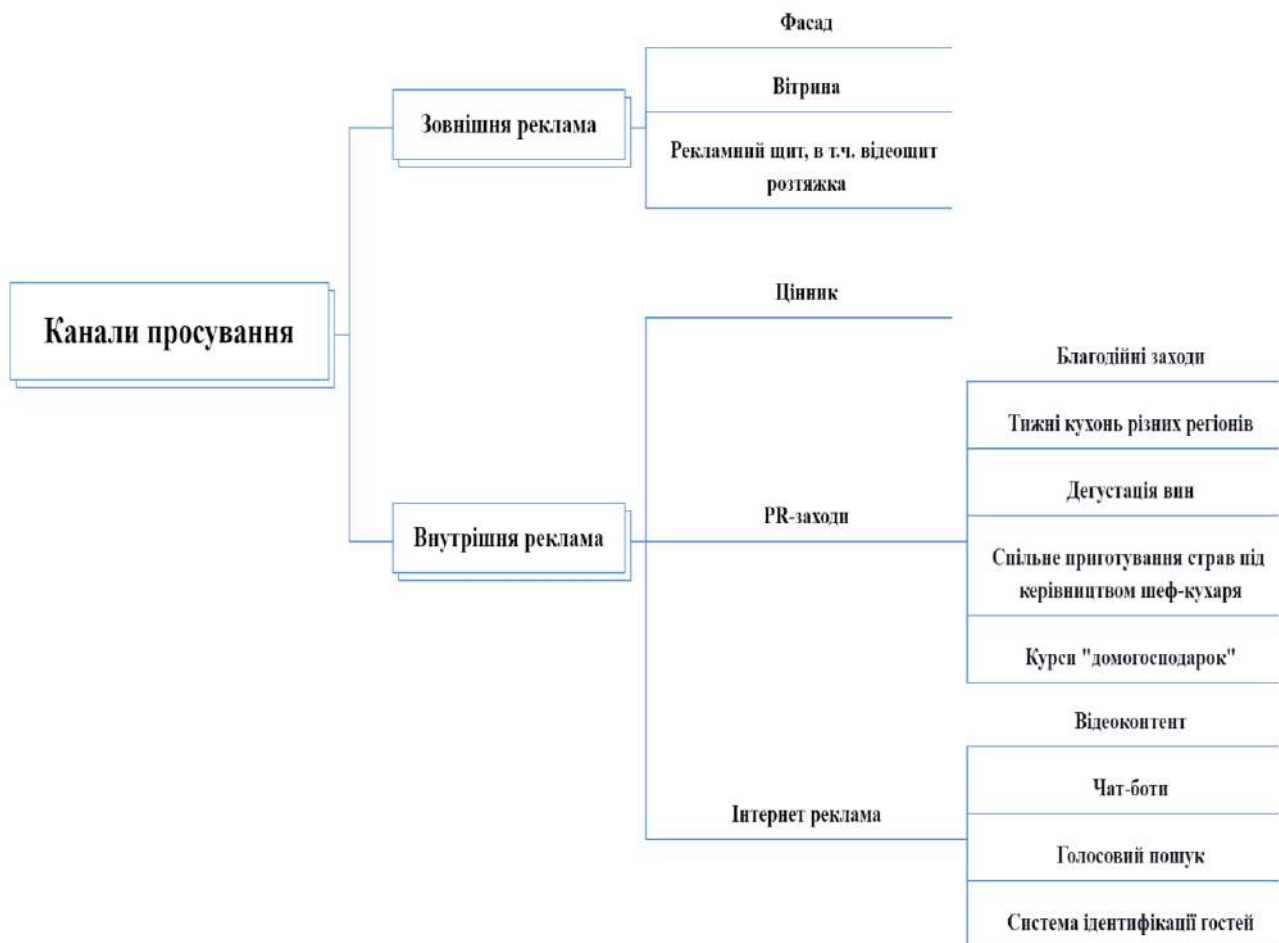 Канали просування
Зовнішня реклама
Фасад
Вітрина
Рекламний щит, в т.ч. відеощит
розтяжка
Внутрішня реклама
Цінник
PR-заходи
Благодійні заходи
Тижні кухонь різних регіонів
Дегустація вин
Спільне приготування страв під
керівництвом шеф-кухаря
Курси "домогосподарок"
Інтернет реклама
Відеоконтент
Чат-боти
Голосовий пошук
Система ідентифікації гостей